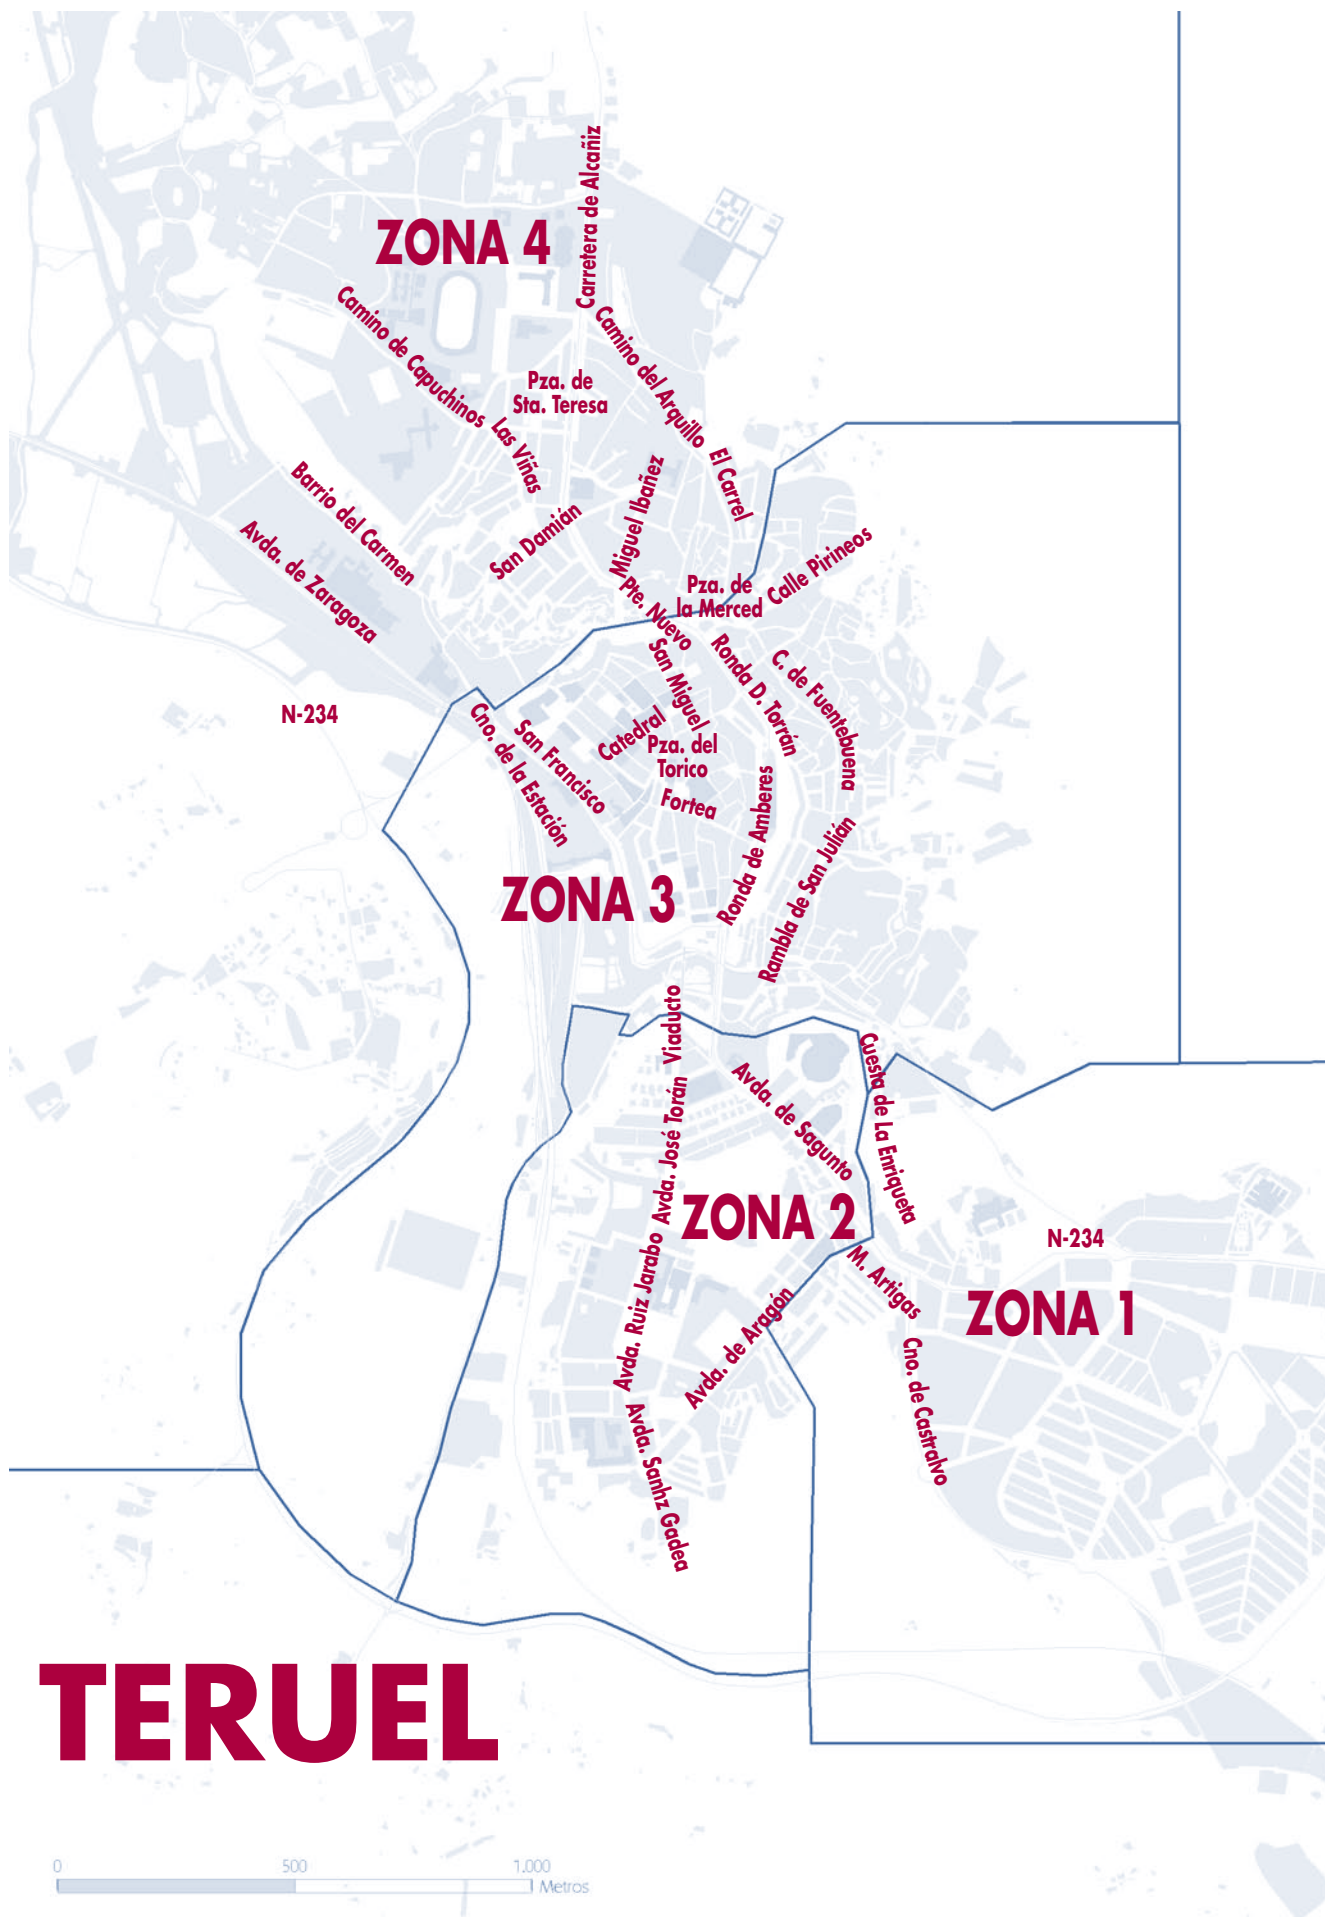 Carretera de Alcañiz
ZONA 4
Camino de Capuchinos
Camino del Arquillo
Pza. de
Sta. Teresa
Las Viñas
El Carrel
Miguel Ibañez
Barrio del Carmen
San Damián
Avda. de Zaragoza
Calle Pirineos
Pza. de
la Merced
Pte. Nuevo
San Miguel
Ronda D. Torrán
C. de Fuentebuena
N-234
Cno. de la Estación
San Francisco
Catedral
Pza. del
Torico
Fortea
Ronda de Amberes
Rambla de San Julián
ZONA 3
Viaducto
Cuesta de La Enriqueta
Avda. de Sagunto
Avda. José Torán
ZONA 2
N-234
Avda. Ruiz Jarabo
M. Artigas
ZONA 1
Avda. de Aragón
Cno. de Castralvo
Avda. Sanhz Gadea
TERUEL
0 500 1.000
Metros